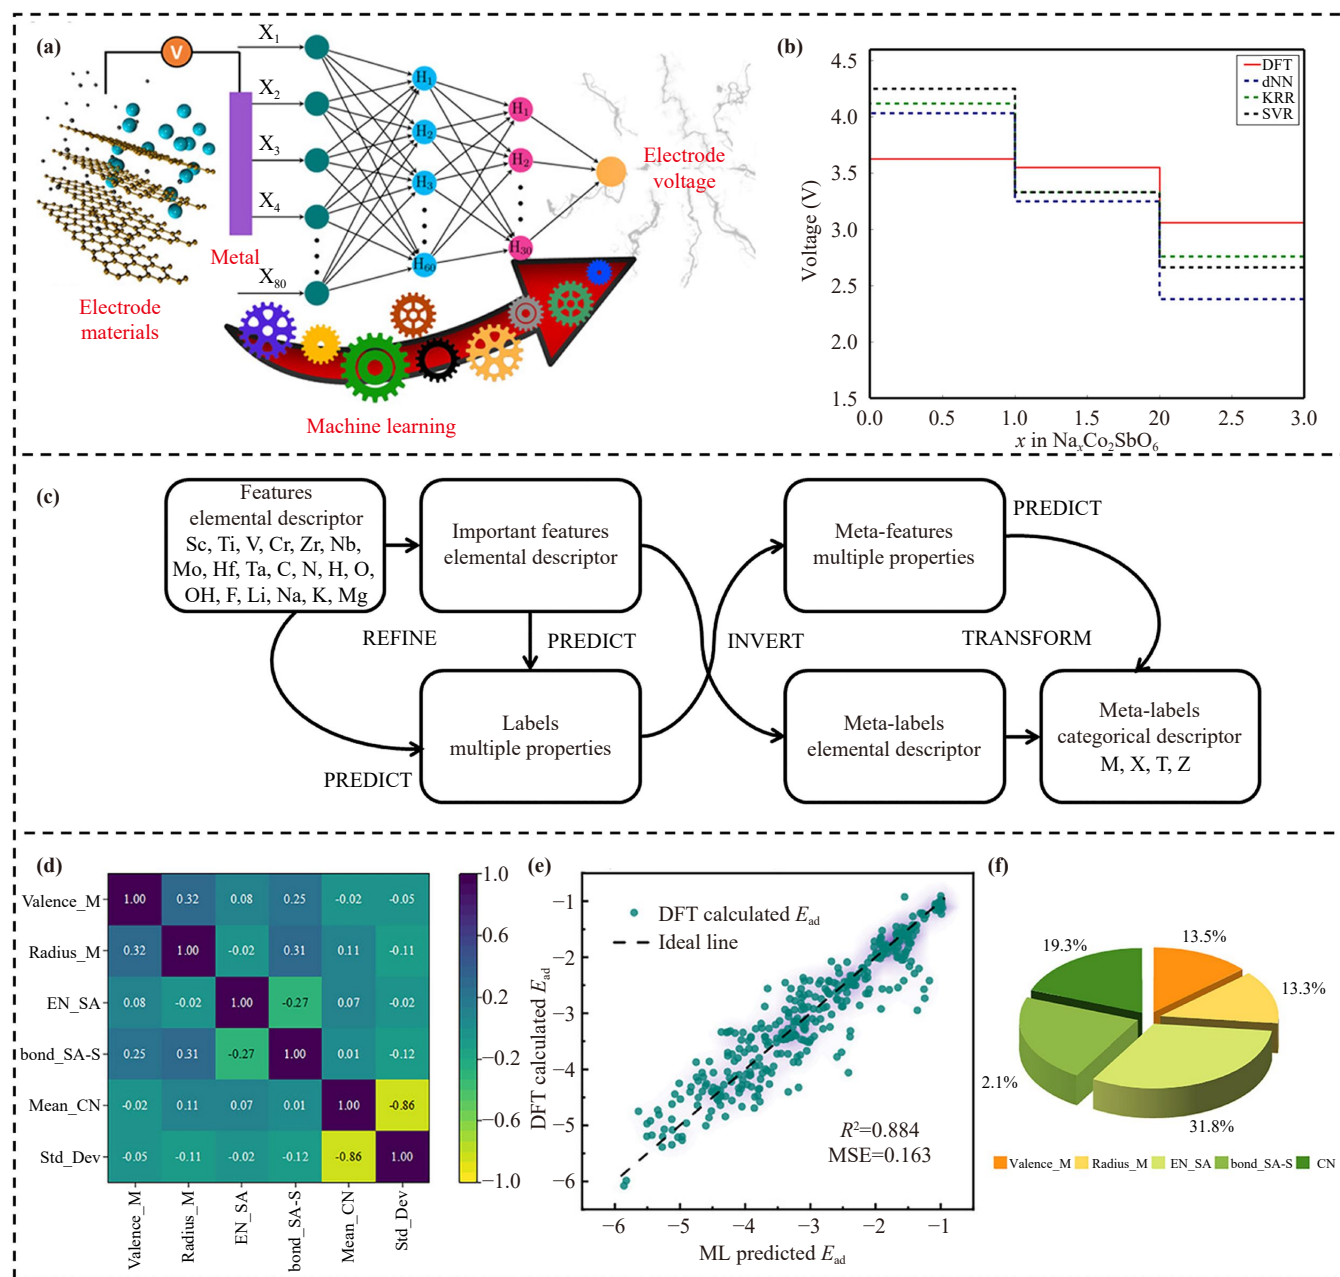 (a)
V
X1
X2
X3
X4
X80
H1
H2
H3
H60
H1
H2
H30
Electrode
voltage
Metal
Electrode
materials
Machine learning
(b)
4.5
4.0
3.5
3.0
2.5
2.0
1.5
Voltage (V)
DFT
dNN
KRR
SVR
0.0
0.5
1.0
1.5
20
2.5
3.0
x in NaxCo2SbO6
(c)
Features
elemental descriptor
Sc, Ti, V, Cr, Zr, Nb,
Mo, Hf, Ta, C, N, H, O,
OH, F, Li, Na, K, Mg
Important features
elemental descriptor
Meta-features
multiple properties
PREDICT
REFINE
PREDICT
INVERT
TRANSFORM
Labels
multiple properties
Meta-labels
elemental descriptor
Meta-labels
categorical descriptor
M, X, T, Z
PREDICT
(d)
Valence_M
1.00 0.32 0.08 0.25 -0.02 -0.05
Radius_M
0.32 1.00 -0.02 0.31 0.11 -0.11
EN_SA
0.08 -0.02 1.00 -0.27 0.07 -0.02
bond_SA-S
0.25 0.31 -0.27 1.00 0.01 -0.12
Mean_CN
-0.02 0.11 0.07 0.01 1.00 -0.86
Std_Dev
-0.05 -0.11 -0.02 -0.12 -0.86 1.00
Valence_M
Radius_M
EN_SA
bond_SA-S
Mean_CN
Std_Dev
1.0
0.6
0.2
−0.2
−0.6
−1.0
(e)
DFT calculated Ead
−1
−2
−3
−4
−5
−6
DFT calculated Ead
Ideal line
R2=0.884
MSE=0.163
−6
−5
−4
−3
−2
−1
ML predicted Ead
(f)
19.3%
13.5%
13.3%
2.1%
31.8%
Valence_M
Radius_M
EN_SA
bond_SA-S
CN